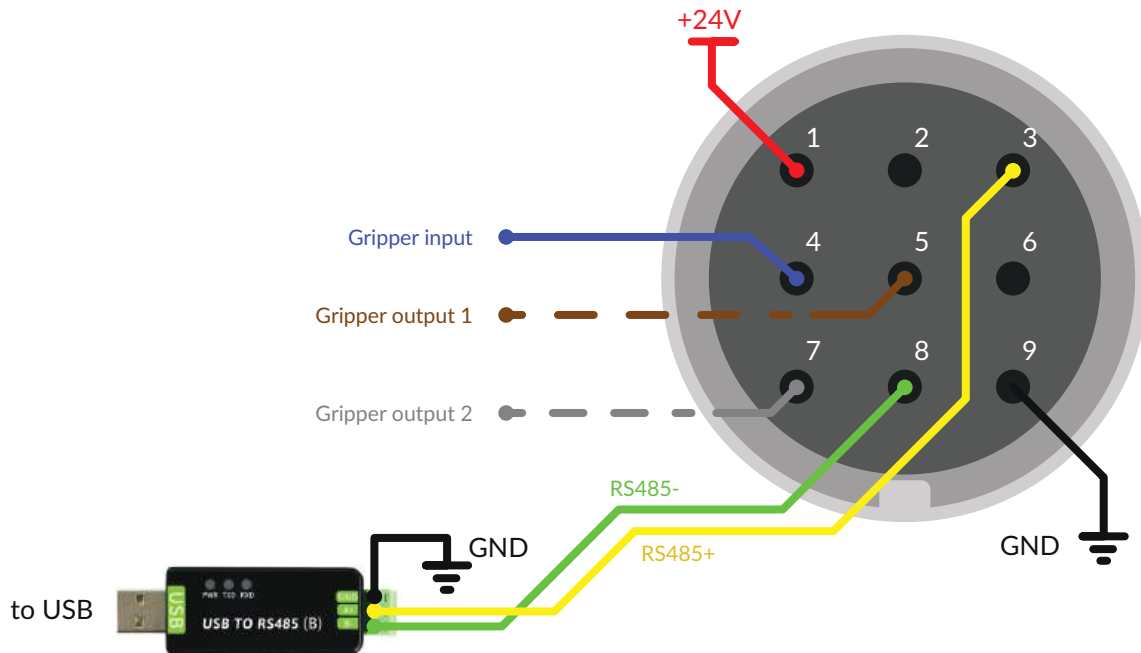 +24V
1
2
3
Gripper input
4
5
6
Gripper output 1
7
8
9
Gripper output 2
RS485-
GND
RS485+
GND
to USB
USB
PWR TXD RXD
USB TO RS485 (B)
GND
A+